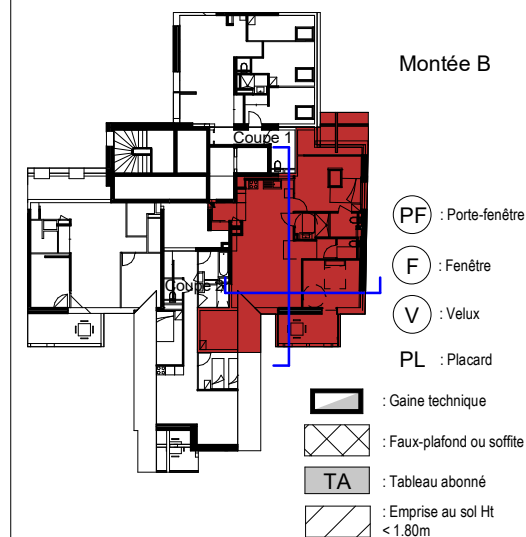 Montée B
Coupe 1
Coupe 2
PF : Porte-fenêtre
F : Fenêtre
V : Velux
PL : Placard
: Gaine technique
: Faux-plafond ou soffite
TA : Tableau abonné
: Emprise au sol Ht
< 1.80m